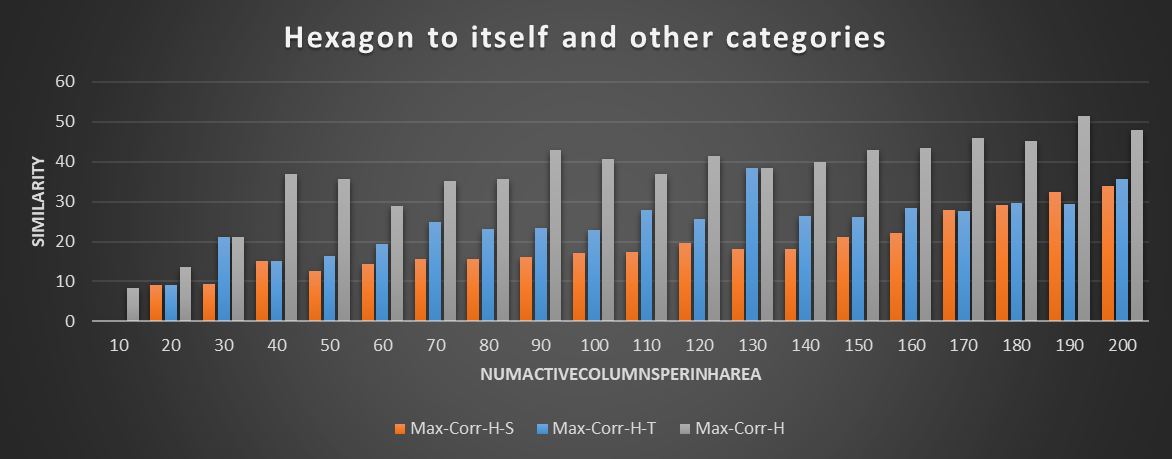 Hexagon to itself and other categories
60
50
40
30
20
10
0
SIMILARITY
10 20 30 40 50 60 70 80 90 100 110 120 130 140 150 160 170 180 190 200
NUMACTIVECOLUMNSPERINHAREA
Max-Corr-H-S Max-Corr-H-T Max-Corr-H